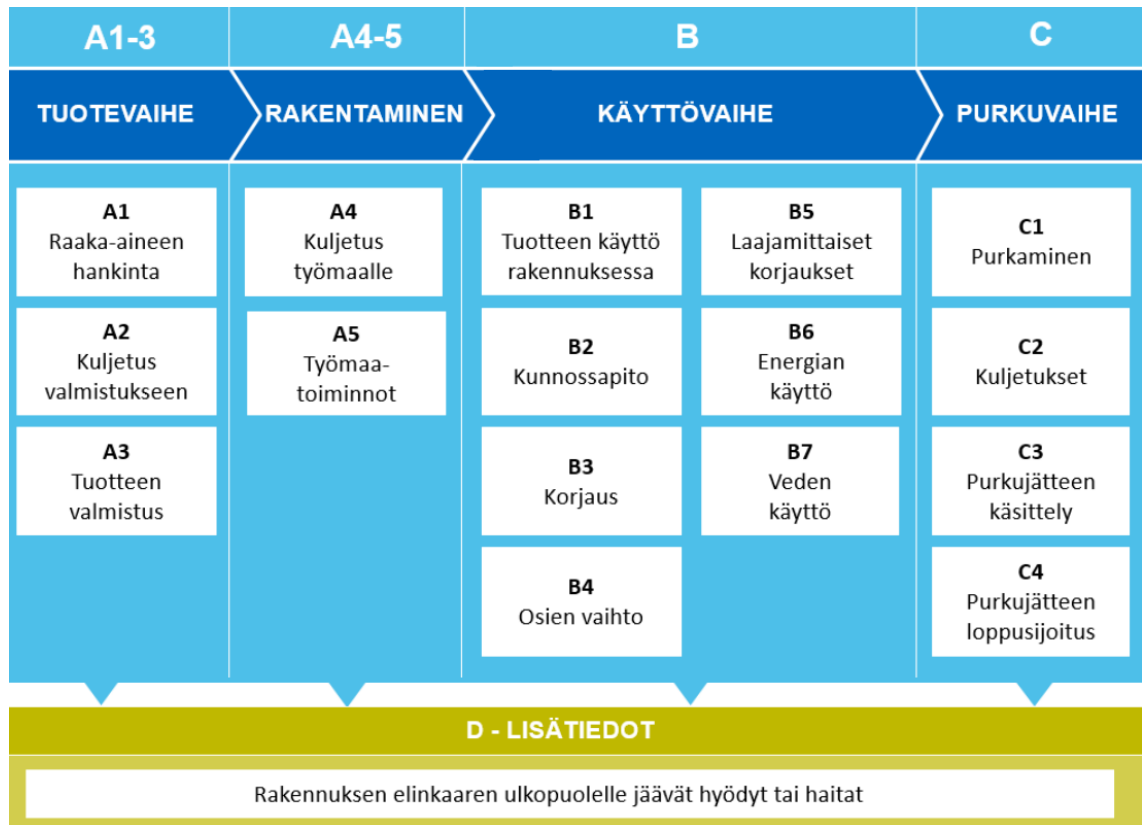 A1-3
A4-5
B
C
TUOTEVAIHE
RAKENTAMINEN
KÄYTTÖVAIHE
PURKUVAIHE
A1
Raaka-aineen
hankinta
A2
Kuljetus
valmistukseen
A3
Tuotteen
valmistus
A4
Kuljetus
työmaalle
A5
Työmaa-
toiminnot
B1
Tuotteen käyttö
rakennuksessa
B2
Kunnossapito
B3
Korjaus
B4
Osien vaihto
B5
Laajamittaiset
korjaukset
B6
Energian
käyttö
B7
Veden
käyttö
C1
Purkaminen
C2
Kuljetukset
C3
Purkujätteen
käsittely
C4
Purkujätteen
loppusijoitus
D - LISÄTIEDOT
Rakennuksen elinkaaren ulkopuolelle jäävät hyödyt tai haitat